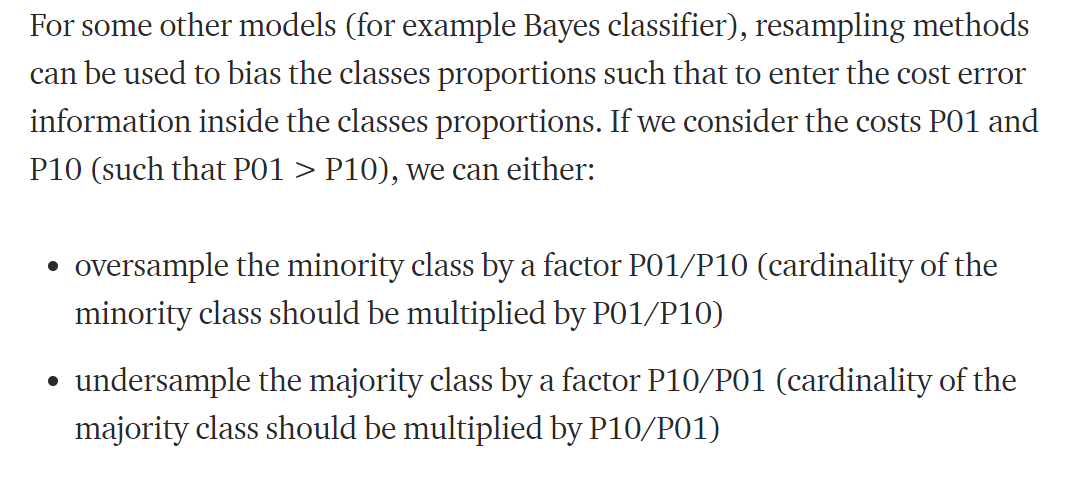 For some other models (for example Bayes classifier), resampling methods
can be used to bias the classes proportions such that to enter the cost error
information inside the classes proportions. If we consider the costs P01 and
P10 (such that P01 > P10), we can either:
• oversample the minority class by a factor P01/P10 (cardinality of the
minority class should be multiplied by P01/P10)
• undersample the majority class by a factor P10/P01 (cardinality of the
majority class should be multiplied by P10/P01)